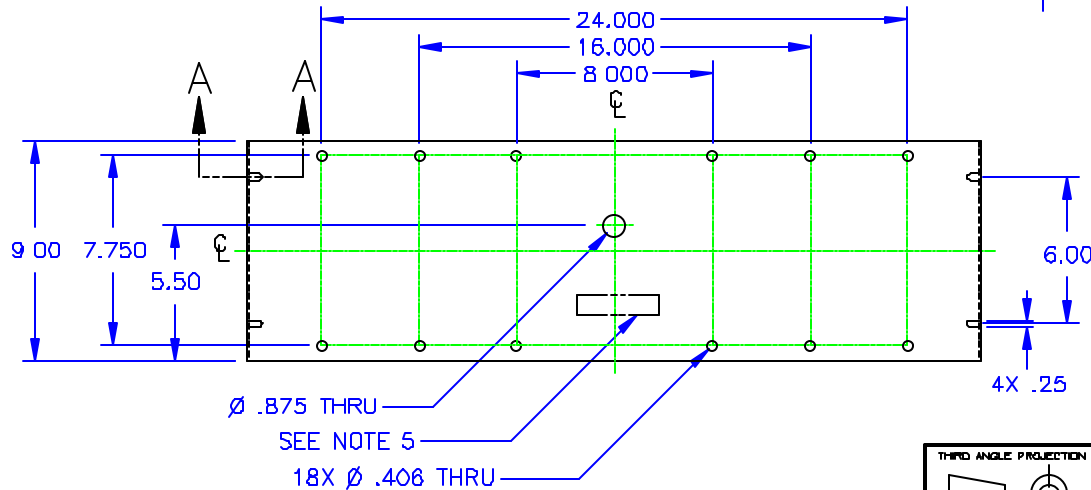 24.000
16.000
8.000
A A
℄
9.00 7.750
℄
5.50
6.00
4X .25
Ø .875 THRU
SEE NOTE 5
18X Ø .406 THRU
THIRD ANGLE PROJECTION